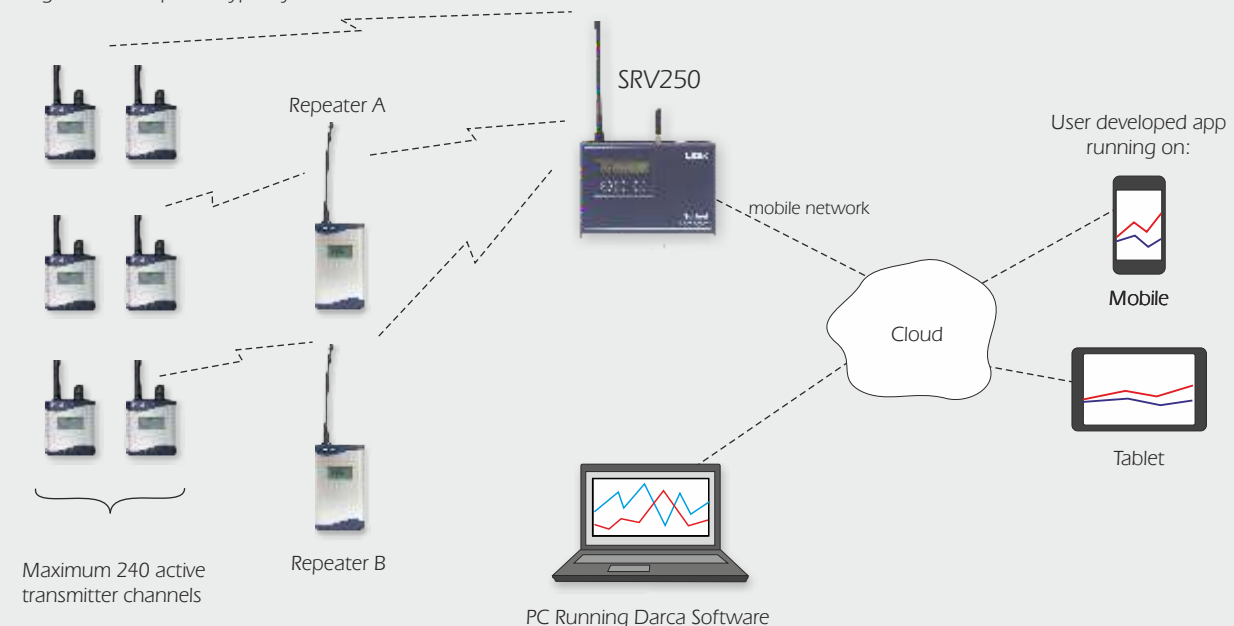 SRV250
Repeater A
User developed app
running on:
mobile network
Mobile
Cloud
Tablet
Repeater B
Maximum 240 active
transmitter channels
PC Running Darca Software